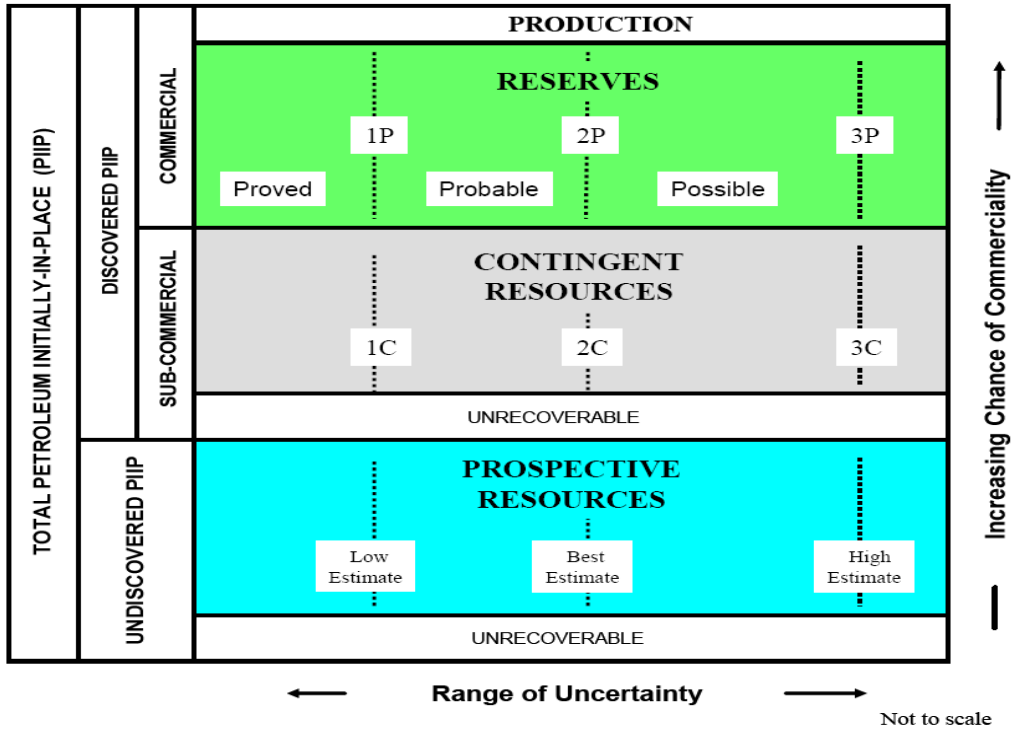 TOTAL PETROLEUM INITIALLY-IN-PLACE (PIIP)
DISCOVERED PIIP
UNDISCOVERED PIIP
COMMERCIAL
SUB-COMMERCIAL
PRODUCTION
RESERVES
1P
2P
3P
Proved
Probable
Possible
CONTINGENT
RESOURCES
1C
2C
3C
UNRECOVERABLE
PROSPECTIVE
RESOURCES
Low
Estimate
Best
Estimate
High
Estimate
UNRECOVERABLE
Increasing Chance of Commerciality
Range of Uncertainty
Not to scale